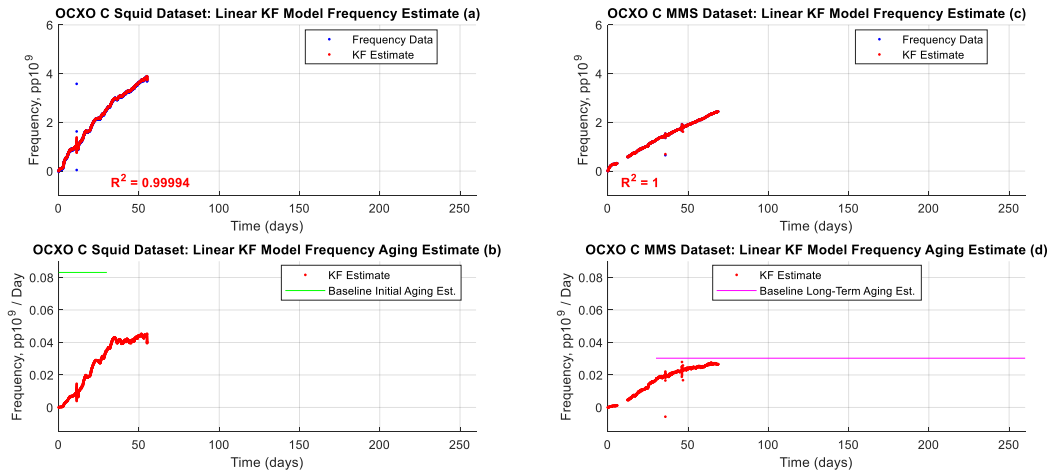 OCXO C Squid Dataset: Linear KF Model Frequency Estimate (a)
Frequency, pp10^9
6
4
2
0
Frequency Data
KF Estimate
R^2 = 0.99994
0 50 100 150 200 250
Time (days)
OCXO C MMS Dataset: Linear KF Model Frequency Estimate (c)
Frequency, pp10^9
6
4
2
0
Frequency Data
KF Estimate
R^2 = 1
0 50 100 150 200 250
Time (days)
OCXO C Squid Dataset: Linear KF Model Frequency Aging Estimate (b)
Frequency, pp10^9 / Day
0.08
0.06
0.04
0.02
0
KF Estimate
Baseline Initial Aging Est.
0 50 100 150 200 250
Time (days)
OCXO C MMS Dataset: Linear KF Model Frequency Aging Estimate (d)
Frequency, pp10^9 / Day
0.08
0.06
0.04
0.02
0
KF Estimate
Baseline Long-Term Aging Est.
0 50 100 150 200 250
Time (days)